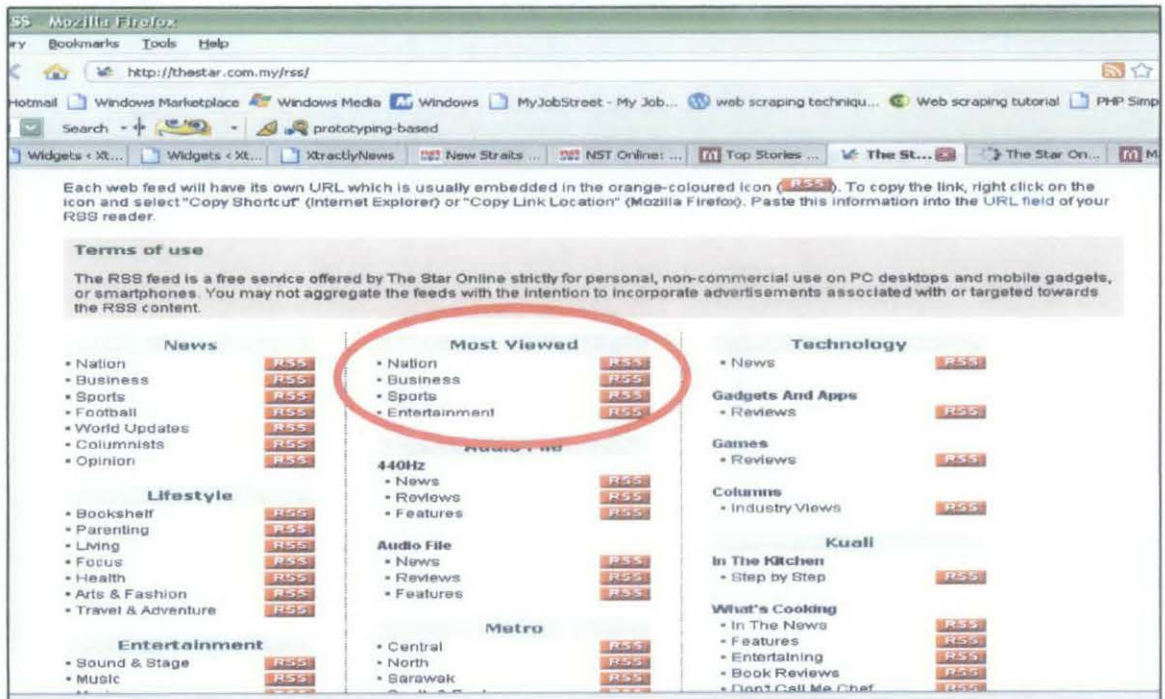 SS - Mozilla Firefox
ry Bookmarks Tools Help
http://thestar.com.my/rss/
Hotmail Windows Marketplace Windows Media Windows MyJobStreet - My Job... web scraping techniqu... Web scraping tutorial PHP Simp
Search prototyping-based
Widgets < Xt... Widgets < Xt... XtractlyNews New Straits ... NST Online: ... Top Stories ... The St... The Star On... M
Each web feed will have its own URL which is usually embedded in the orange-coloured icon (RSS). To copy the link, right click on the
icon and select "Copy Shortcut" (Internet Explorer) or "Copy Link Location" (Mozilla Firefox). Paste this information into the URL field of your
RSS reader.
Terms of use
The RSS feed is a free service offered by The Star Online strictly for personal, non-commercial use on PC desktops and mobile gadgets,
or smartphones. You may not aggregate the feeds with the intention to incorporate advertisements associated with or targeted towards
the RSS content.
News
• Nation RSS
• Business RSS
• Sports RSS
• Football RSS
• World Updates RSS
• Columnists RSS
• Opinion RSS
Lifestyle
• Bookshelf RSS
• Parenting RSS
• Living RSS
• Focus RSS
• Health RSS
• Arts & Fashion RSS
• Travel & Adventure RSS
Entertainment
• Sound & Stage RSS
• Music RSS
Most Viewed
• Nation RSS
• Business RSS
• Sports RSS
• Entertainment RSS
Audio File
440Hz
• News RSS
• Reviews RSS
• Features RSS
Audio File
• News RSS
• Reviews RSS
• Features RSS
Metro
• Central RSS
• North RSS
• Sarawak RSS
Technology
• News RSS
Gadgets And Apps
• Reviews RSS
Games
• Reviews RSS
Columns
• Industry Views RSS
Kuali
In The Kitchen
• Step by Step RSS
What's Cooking
• In The News RSS
• Features RSS
• Entertaining RSS
• Book Reviews RSS
• Don't Call Me Chef RSS